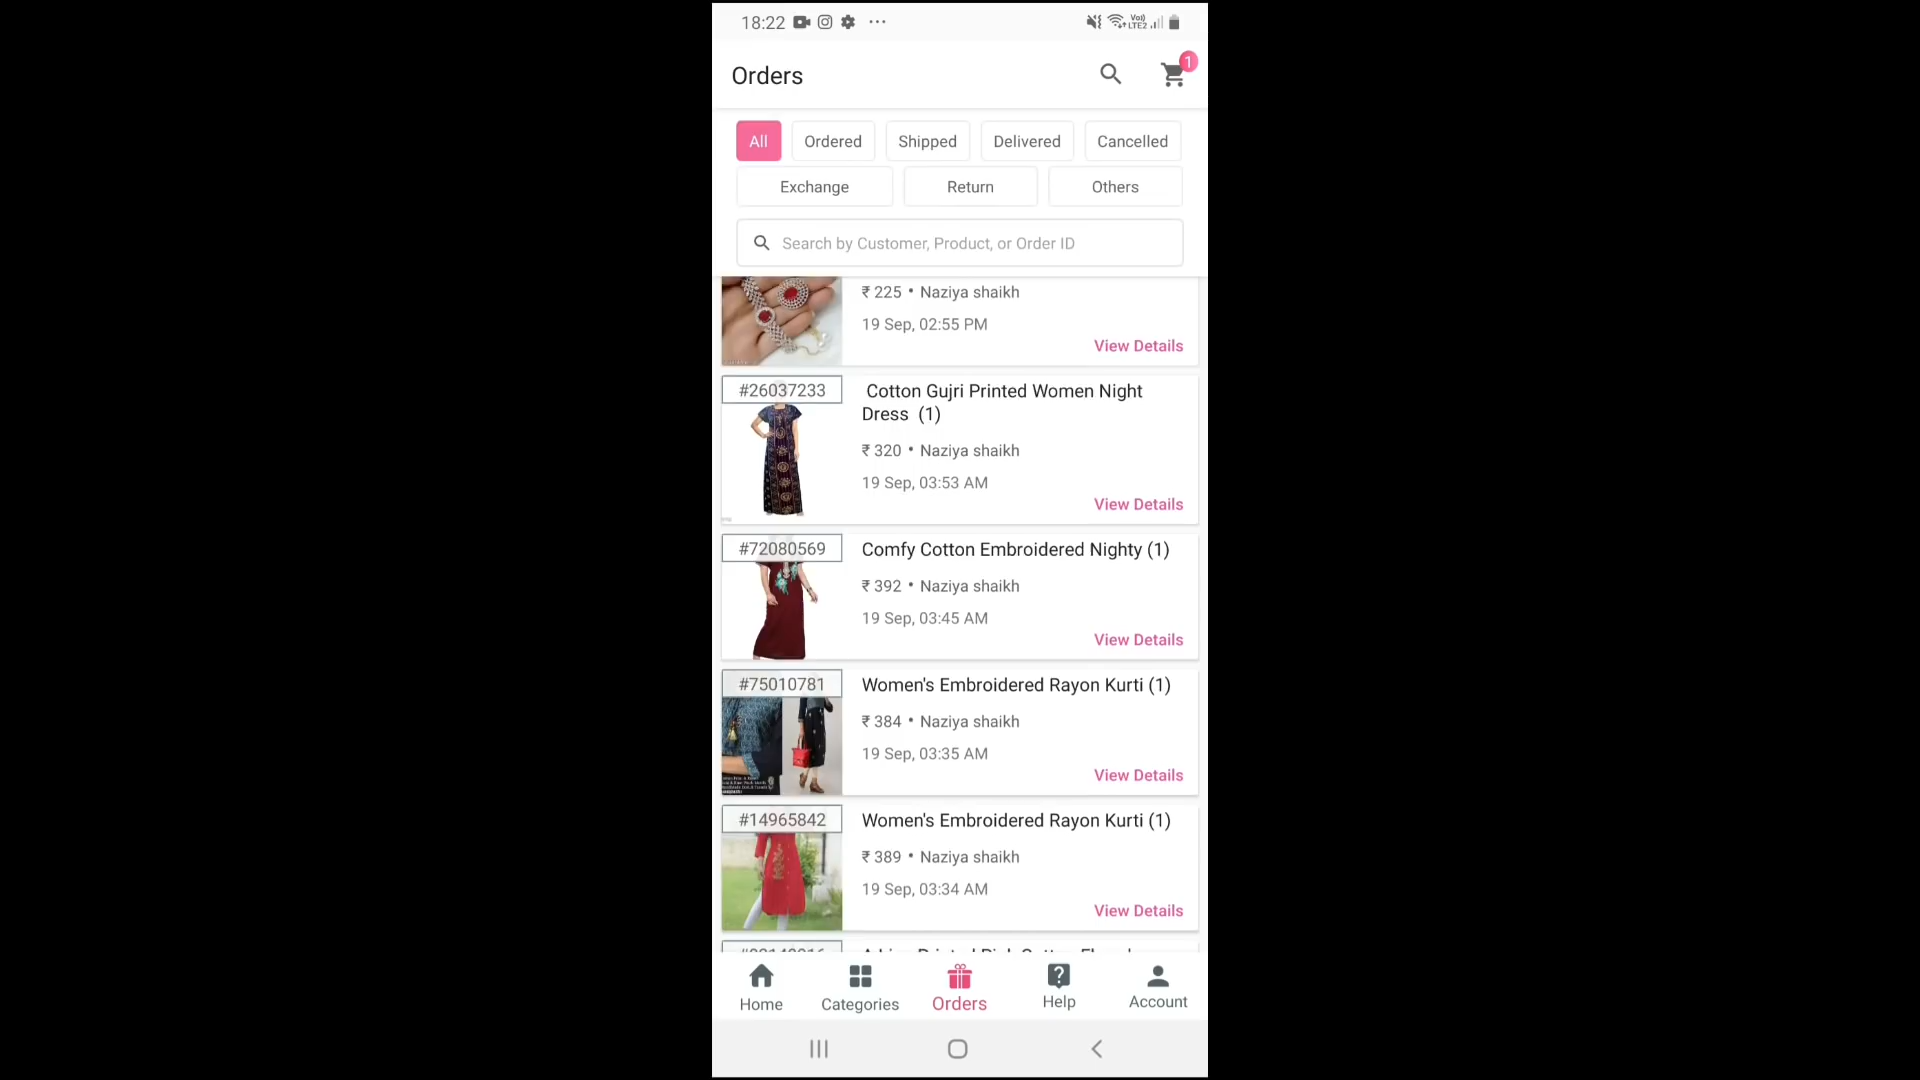 18:22
Vo))
LTE2
Orders
1
All
Ordered
Shipped
Delivered
Cancelled
Exchange
Return
Others
Search by Customer, Product, or Order ID
₹ 225 • Naziya shaikh
19 Sep, 02:55 PM
View Details
#26037233
Cotton Gujri Printed Women Night
Dress (1)
₹ 320 • Naziya shaikh
19 Sep, 03:53 AM
View Details
#72080569
Comfy Cotton Embroidered Nighty (1)
₹ 392 • Naziya shaikh
19 Sep, 03:45 AM
View Details
#75010781
Women's Embroidered Rayon Kurti (1)
₹ 384 • Naziya shaikh
19 Sep, 03:35 AM
View Details
#14965842
Women's Embroidered Rayon Kurti (1)
₹ 389 • Naziya shaikh
19 Sep, 03:34 AM
View Details
Home
Categories
Orders
Help
Account